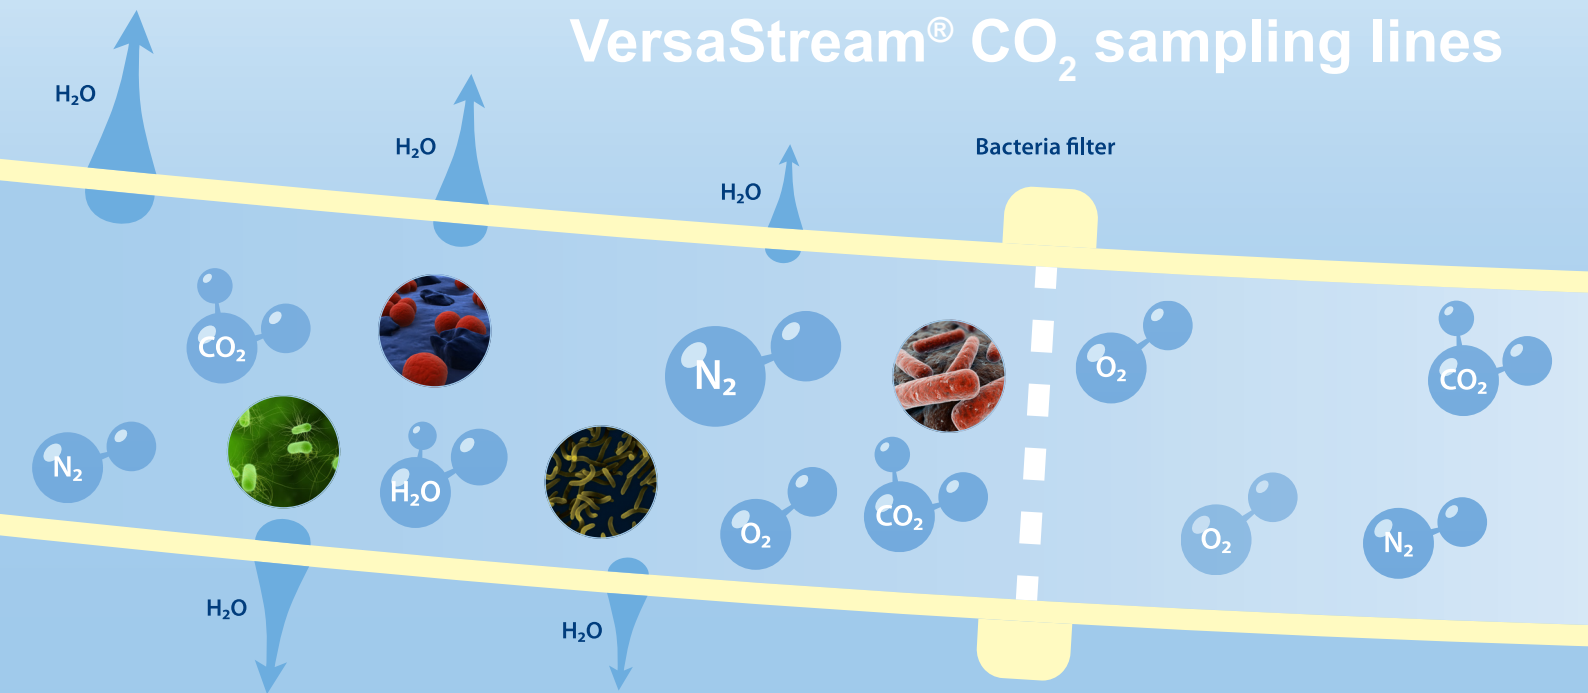 VersaStream® CO₂ sampling lines
H₂O
H₂O
Bacteria filter
H₂O
CO₂
O₂
N₂
CO₂
N₂
H₂O
CO₂
O₂
O₂
N₂
H₂O
H₂O